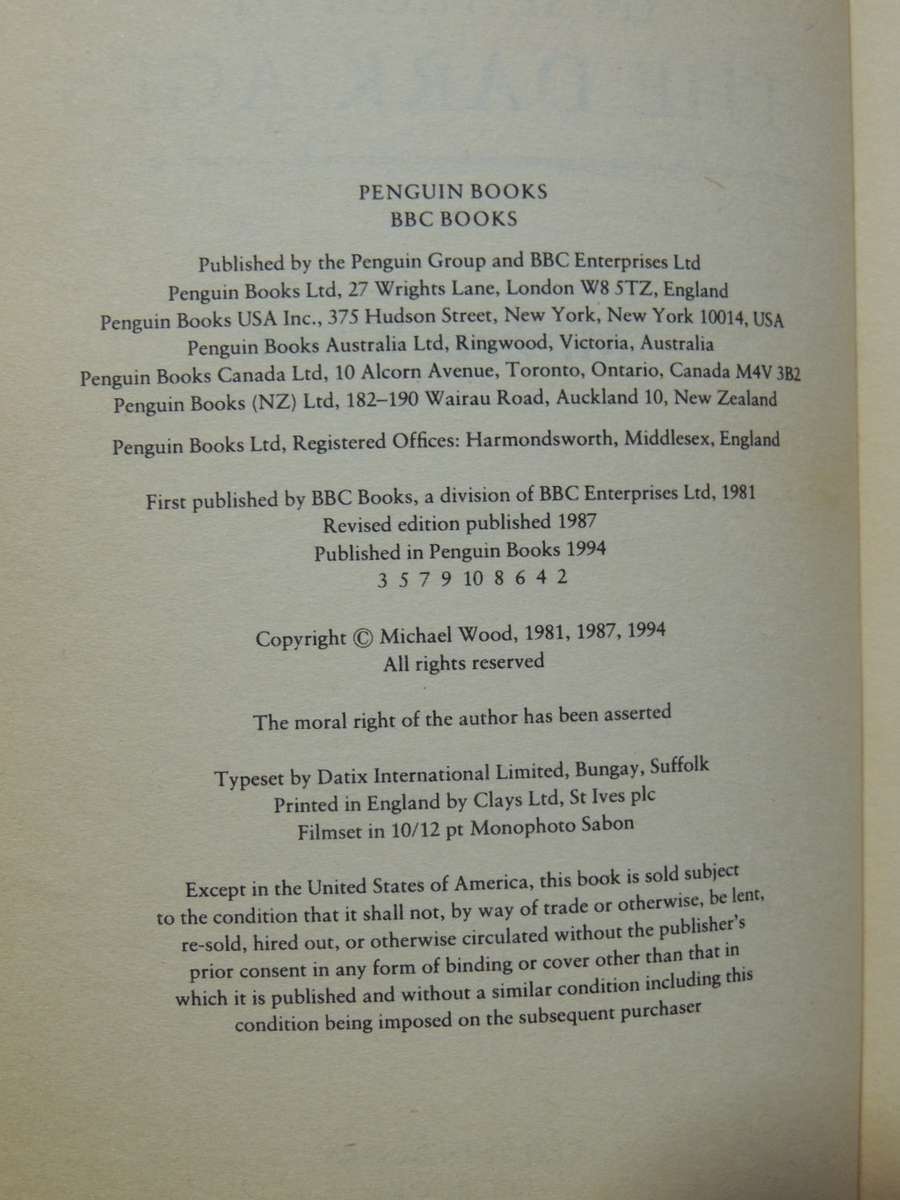 PENGUIN BOOKS
BBC BOOKS
Published by the Penguin Group and BBC Enterprises Ltd
Penguin Books Ltd, 27 Wrights Lane, London W8 5TZ, England
Penguin Books USA Inc., 375 Hudson Street, New York, New York 10014, USA
Penguin Books Australia Ltd, Ringwood, Victoria, Australia
Penguin Books Canada Ltd, 10 Alcorn Avenue, Toronto, Ontario, Canada M4V 3B2
Penguin Books (NZ) Ltd, 182–190 Wairau Road, Auckland 10, New Zealand
Penguin Books Ltd, Registered Offices: Harmondsworth, Middlesex, England
First published by BBC Books, a division of BBC Enterprises Ltd, 1981
Revised edition published 1987
Published in Penguin Books 1994
3 5 7 9 10 8 6 4 2
Copyright © Michael Wood, 1981, 1987, 1994
All rights reserved
The moral right of the author has been asserted
Typeset by Datix International Limited, Bungay, Suffolk
Printed in England by Clays Ltd, St Ives plc
Filmset in 10/12 pt Monophoto Sabon
Except in the United States of America, this book is sold subject
to the condition that it shall not, by way of trade or otherwise, be lent,
re-sold, hired out, or otherwise circulated without the publisher's
prior consent in any form of binding or cover other than that in
which it is published and without a similar condition including this
condition being imposed on the subsequent purchaser